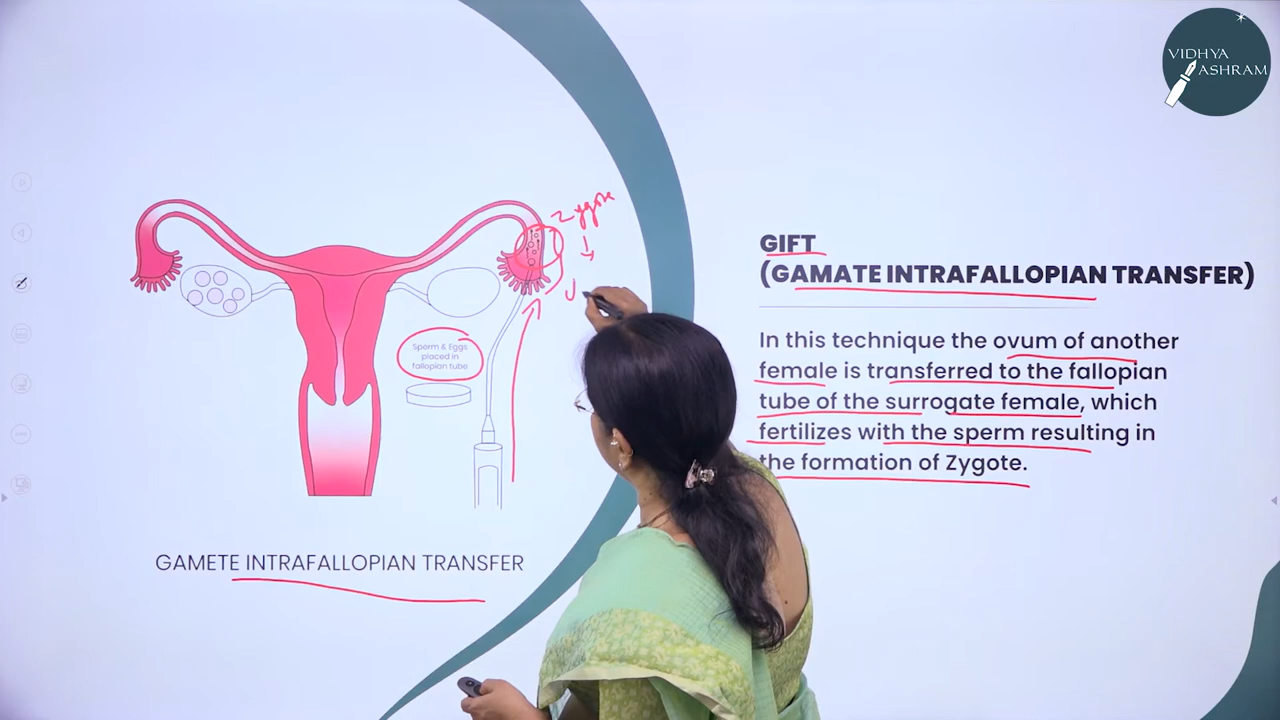 VIDHYA
ASHRAM
Zygote
GIFT
(GAMATE INTRAFALLOPIAN TRANSFER)
In this technique the ovum of another
female is transferred to the fallopian
tube of the surrogate female, which
fertilizes with the sperm resulting in
the formation of Zygote.
Sperm & Eggs
placed in
fallopian tube
GAMETE INTRAFALLOPIAN TRANSFER